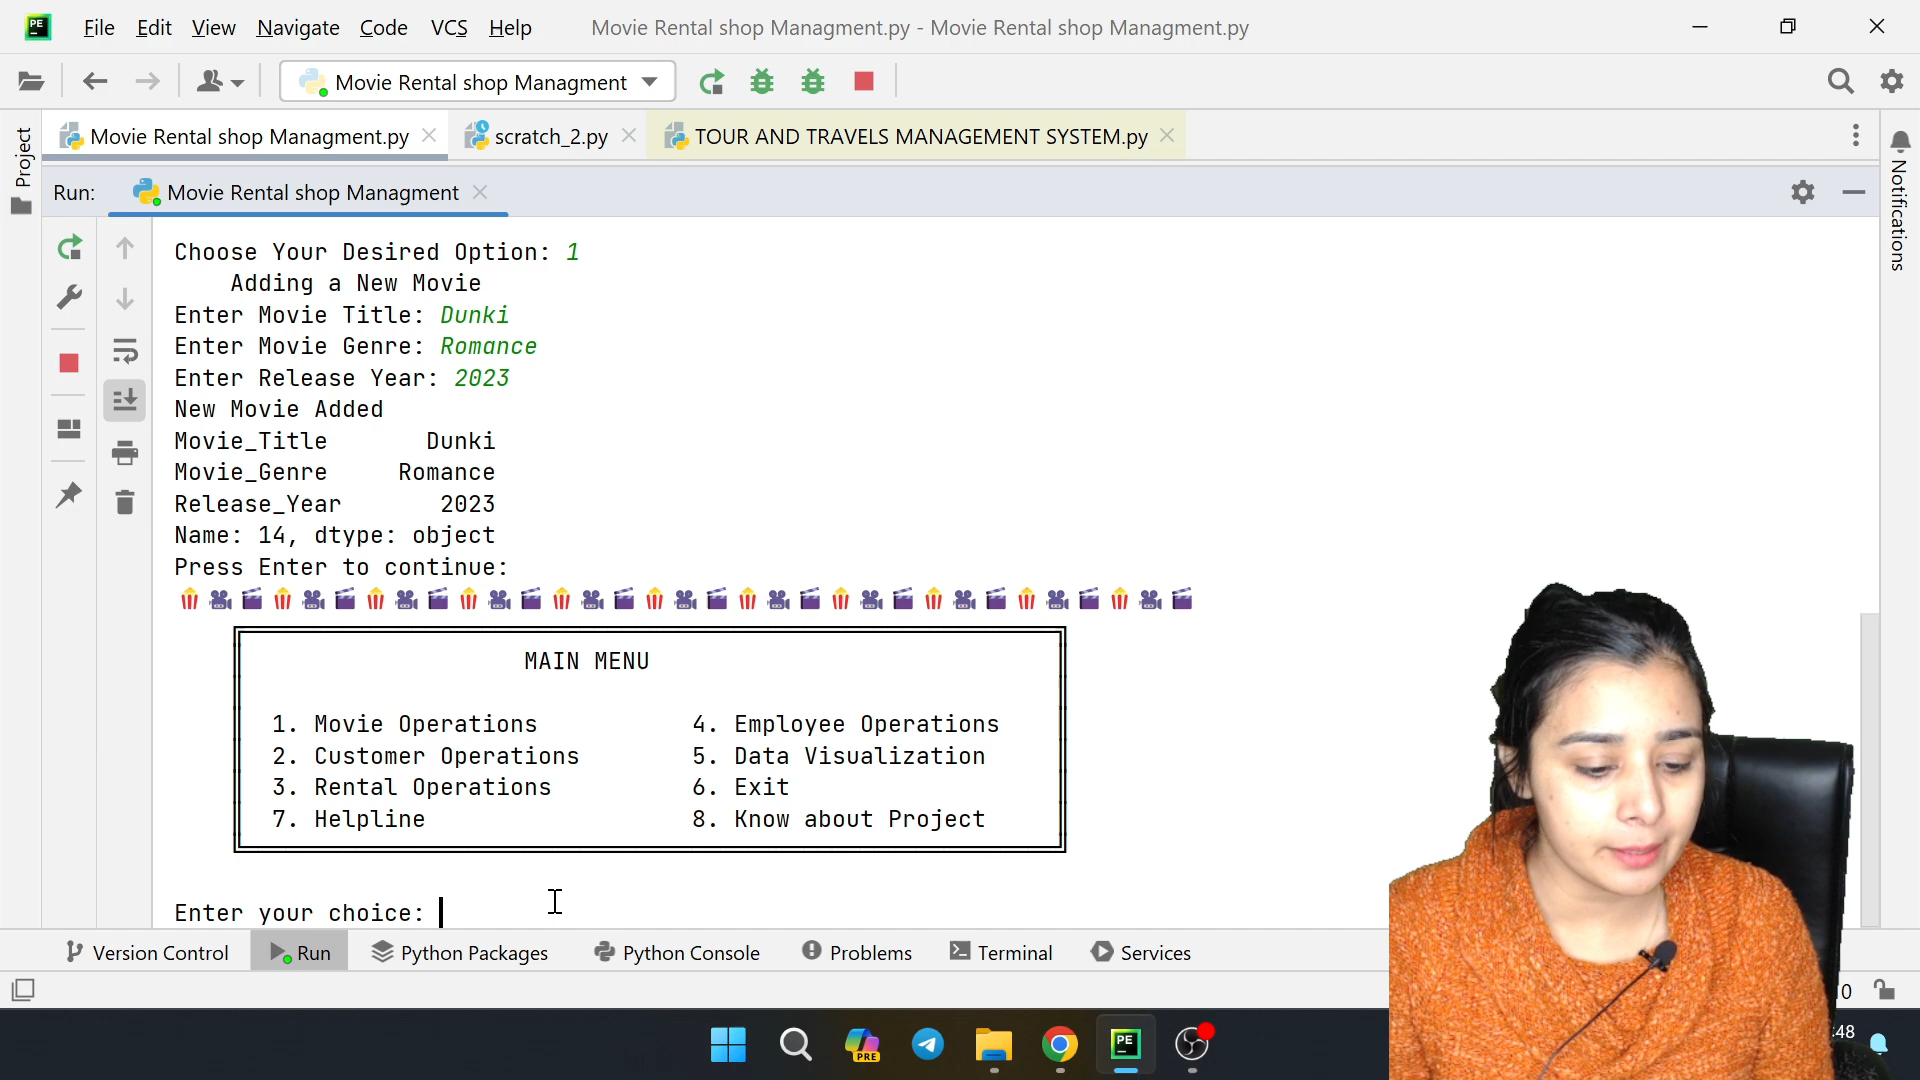 PE File Edit View Navigate Code VCS Help Movie Rental shop Managment.py - Movie Rental shop Managment.py
Movie Rental shop Managment
Movie Rental shop Managment.py scratch_2.py TOUR AND TRAVELS MANAGEMENT SYSTEM.py
Project
Notifications
Run: Movie Rental shop Managment
Choose Your Desired Option: 1
Adding a New Movie
Enter Movie Title: Dunki
Enter Movie Genre: Romance
Enter Release Year: 2023
New Movie Added
Movie_Title Dunki
Movie_Genre Romance
Release_Year 2023
Name: 14, dtype: object
Press Enter to continue:
MAIN MENU
1. Movie Operations 4. Employee Operations
2. Customer Operations 5. Data Visualization
3. Rental Operations 6. Exit
7. Helpline 8. Know about Project
Enter your choice:
Version Control Run Python Packages Python Console Problems Terminal Services
0
PRE PE :48